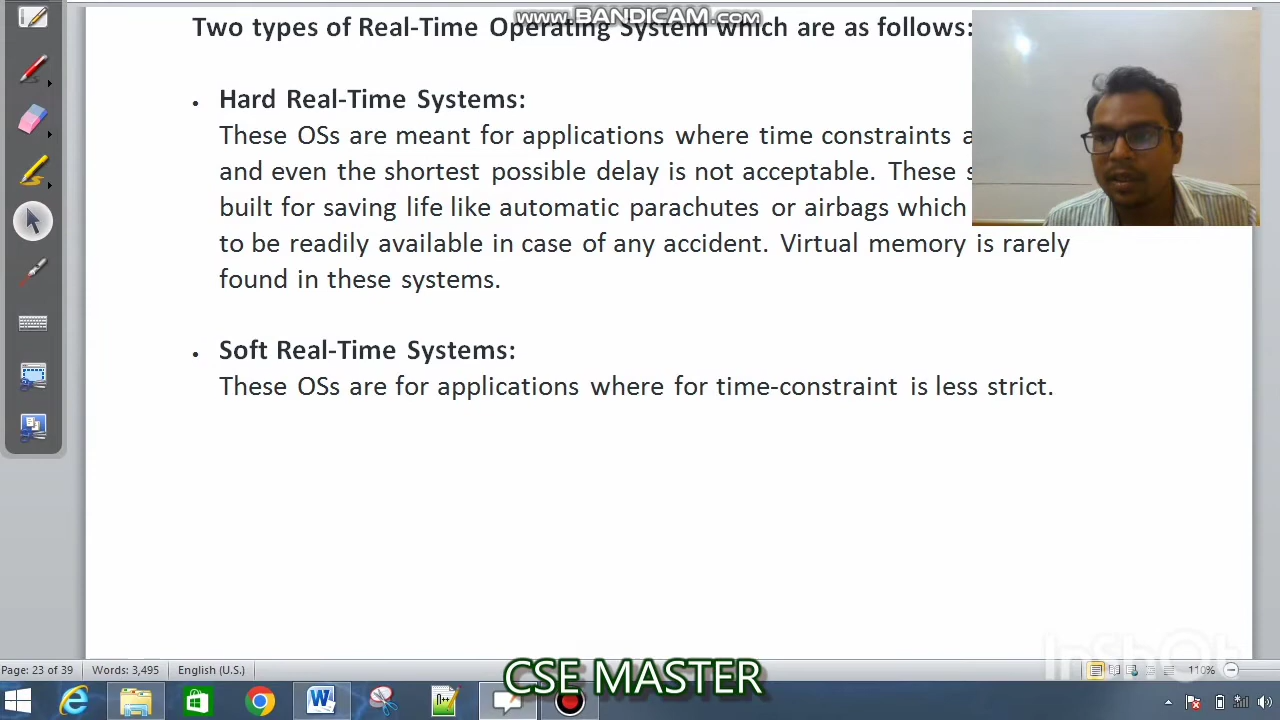 www.BANDICAM.com
Two types of Real-Time Operating System which are as follows:
• Hard Real-Time Systems:
These OSs are meant for applications where time constraints a
and even the shortest possible delay is not acceptable. These s
built for saving life like automatic parachutes or airbags which
to be readily available in case of any accident. Virtual memory is rarely
found in these systems.
• Soft Real-Time Systems:
These OSs are for applications where for time-constraint is less strict.
InShOt
Page: 23 of 39 Words: 3,495 English (U.S.) 110%
CSE MASTER